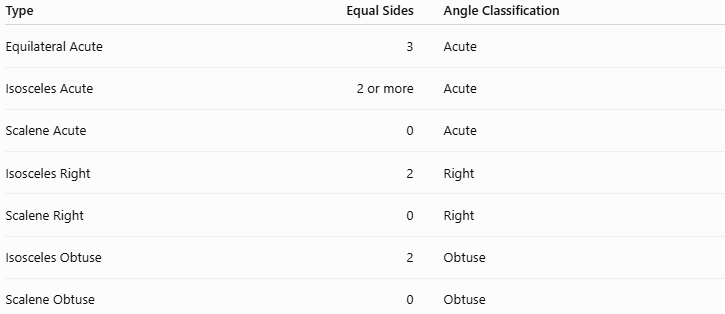 Type Equal Sides Angle Classification
Equilateral Acute 3 Acute
Isosceles Acute 2 or more Acute
Scalene Acute 0 Acute
Isosceles Right 2 Right
Scalene Right 0 Right
Isosceles Obtuse 2 Obtuse
Scalene Obtuse 0 Obtuse